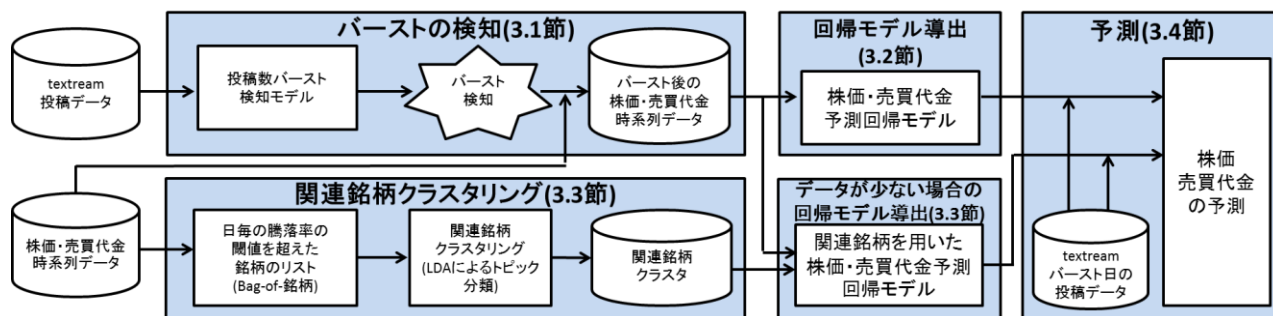 バーストの検知(3.1節)
textream
投稿データ
投稿数バースト
検知モデル
バースト
検知
バースト後の
株価・売買代金
時系列データ
回帰モデル導出
(3.2節)
株価・売買代金
予測回帰モデル
予測(3.4節)
株価
売買代金
の予測
textream
バースト日の
投稿データ
関連銘柄クラスタリング(3.3節)
株価・売買代金
時系列データ
日毎の騰落率の
閾値を超えた
銘柄のリスト
(Bag-of-銘柄)
関連銘柄
クラスタリング
(LDAによるトピック
分類)
関連銘柄
クラスタ
データが少ない場合の
回帰モデル導出(3.3節)
関連銘柄を用いた
株価・売買代金予測
回帰モデル